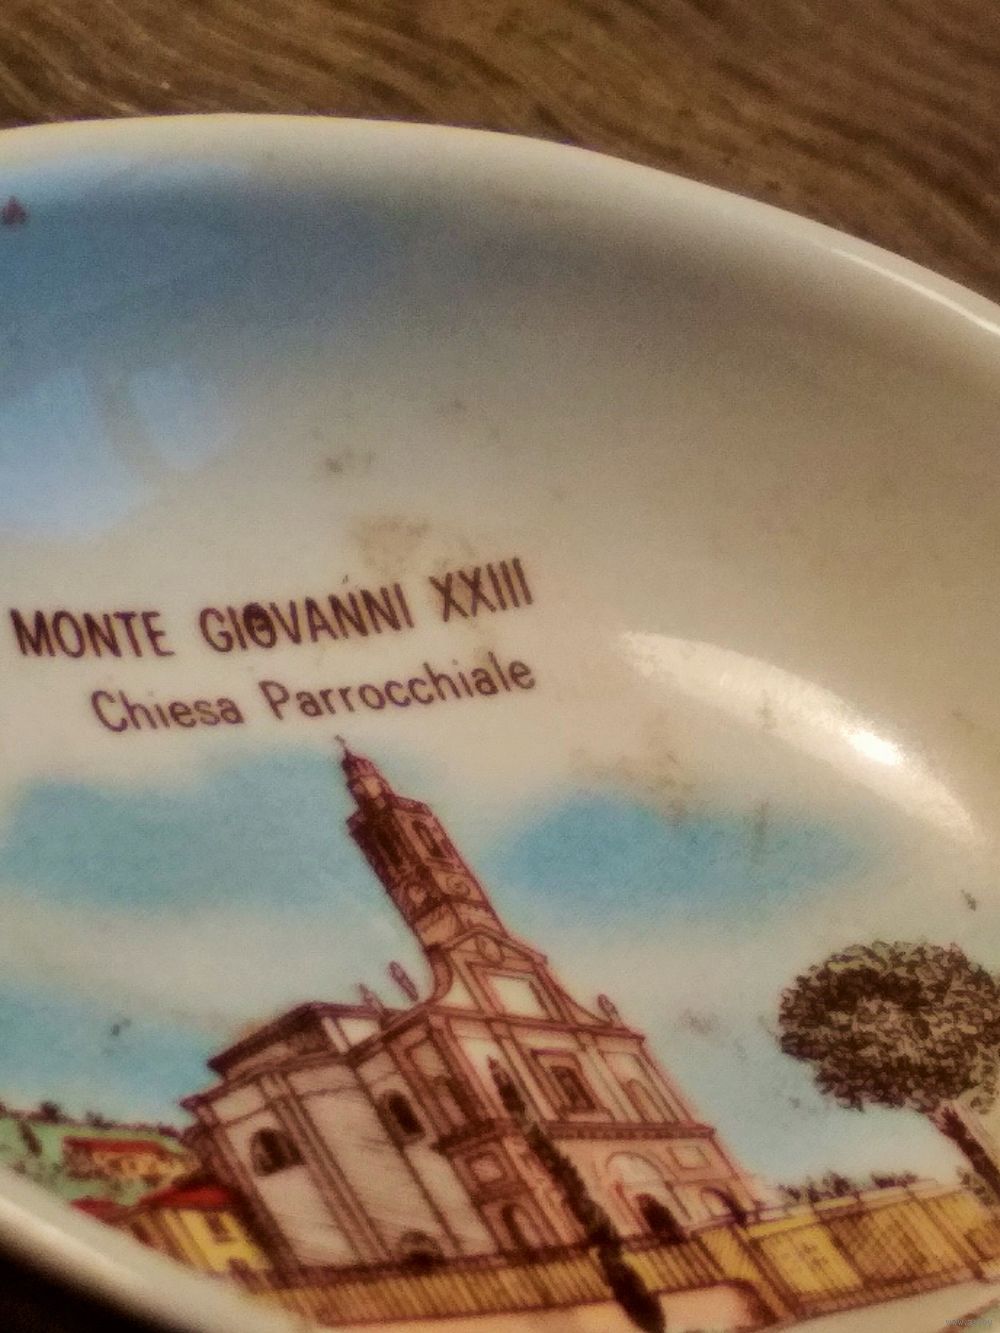 MONTE GIOVANNI XXIII
Chiesa Parrocchiale